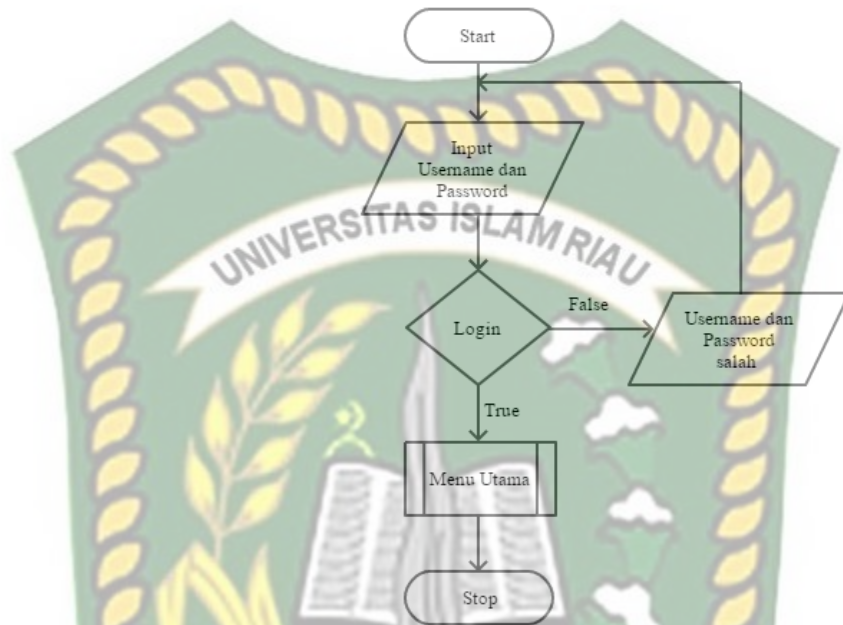 Start
Input
Username dan
Password
UNIVERSITAS ISLAM RIAU
Login
False
Username dan
Password
salah
True
Menu Utama
Stop